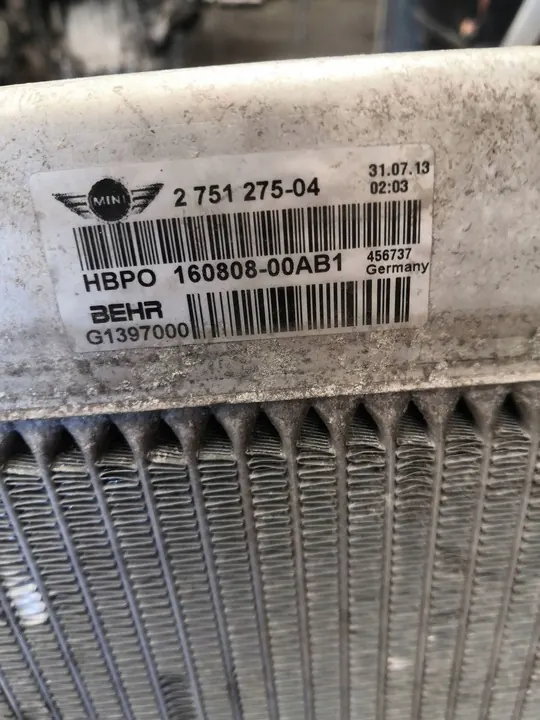 MINI
2 751 275-04
31.07.13
02:03
HBPO 160808-00AB1
456737
Germany
BEHR
G1397000